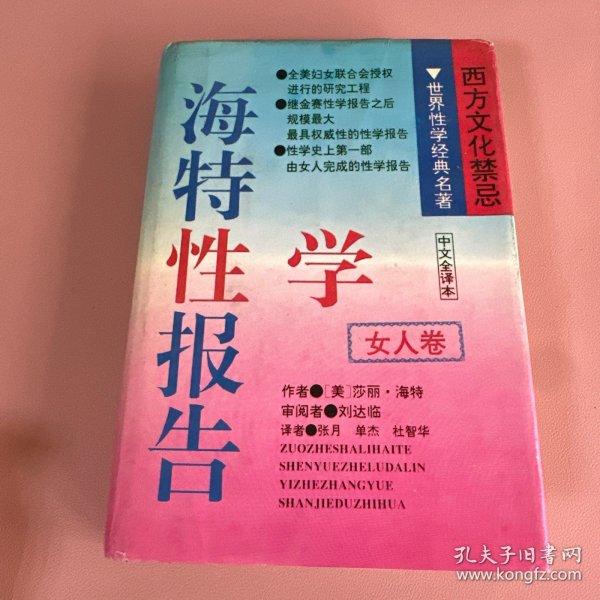 西方文化禁忌
▼世界性学经典名著
●全美妇女联合会授权
进行的研究工程
●继金赛性学报告之后
规模最大
最具权威性的性学报告
●性学史上第一部
由女人完成的性学报告
海特性学报告
中文全译本
女人卷
作者●[美]莎丽·海特
审阅者●刘达临
译者●张月 单杰 杜智华
ZUOZHESHALIHAITE
SHENYUEZHELUDALIN
YIZHEZHANGYUE
SHANJIEDUZHIHUA
孔夫子旧书网
www.kongfz.com